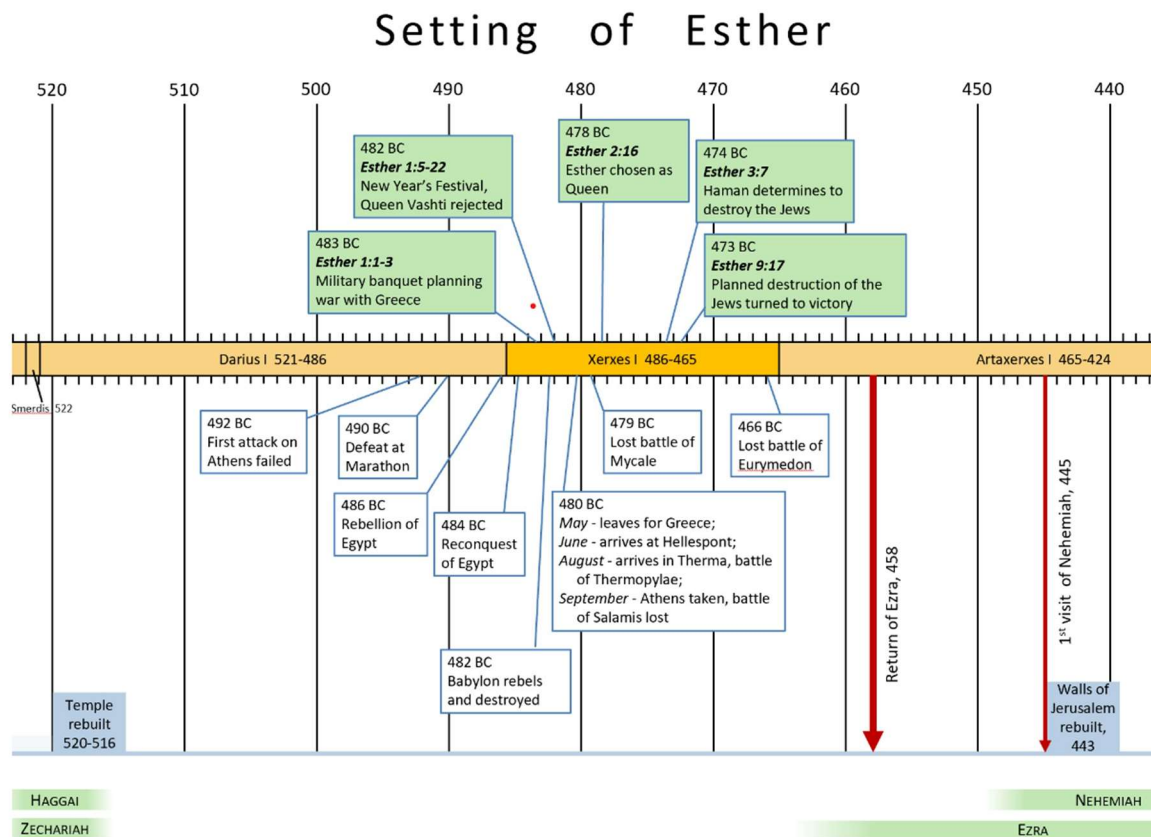 Setting of Esther
520 510 500 490 480 470 460 450 440
482 BC
Esther 1:5-22
New Year's Festival,
Queen Vashti rejected
478 BC
Esther 2:16
Esther chosen as
Queen
474 BC
Esther 3:7
Haman determines to
destroy the Jews
483 BC
Esther 1:1-3
Military banquet planning
war with Greece
473 BC
Esther 9:17
Planned destruction of the
Jews turned to victory
Darius I 521-486
Xerxes I 486-465
Artaxerxes I 465-424
Smerdis, 522
492 BC
First attack on
Athens failed
490 BC
Defeat at
Marathon
479 BC
Lost battle of
Mycale
466 BC
Lost battle of
Eurymedon
486 BC
Rebellion of
Egypt
484 BC
Reconquest
of Egypt
480 BC
May - leaves for Greece;
June - arrives at Hellespont;
August - arrives in Therma, battle
of Thermopylae;
September - Athens taken, battle
of Salamis lost
482 BC
Babylon rebels
and destroyed
Return of Ezra, 458
1st visit of Nehemiah, 445
Temple
rebuilt
520-516
Walls of
Jerusalem
rebuilt,
443
HAGGAI
NEHEMIAH
ZECHARIAH
EZRA